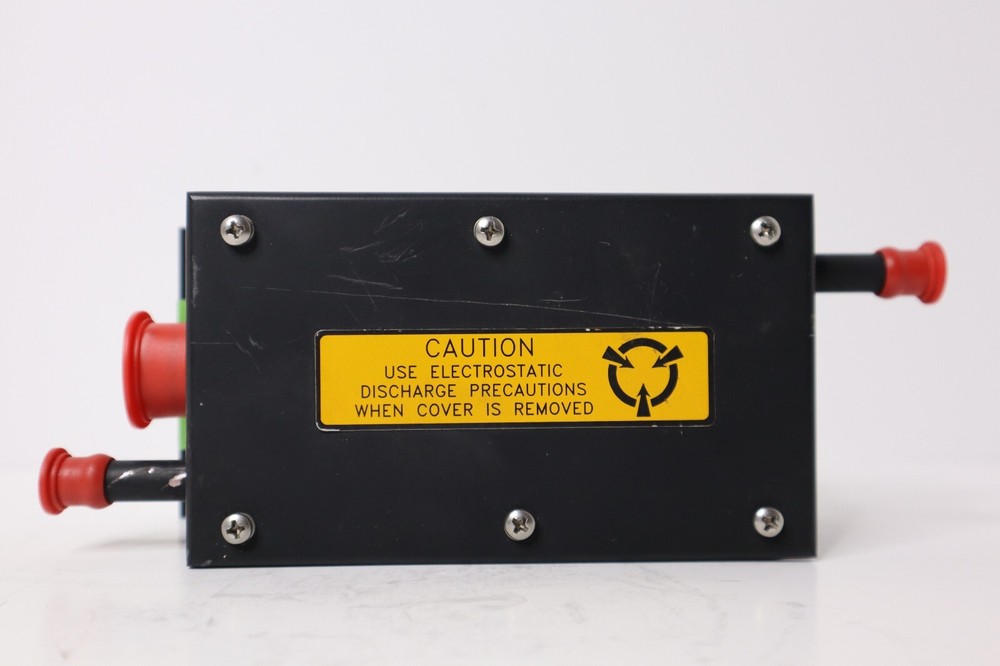 CAUTION
USE ELECTROSTATIC
DISCHARGE PRECAUTIONS
WHEN COVER IS REMOVED